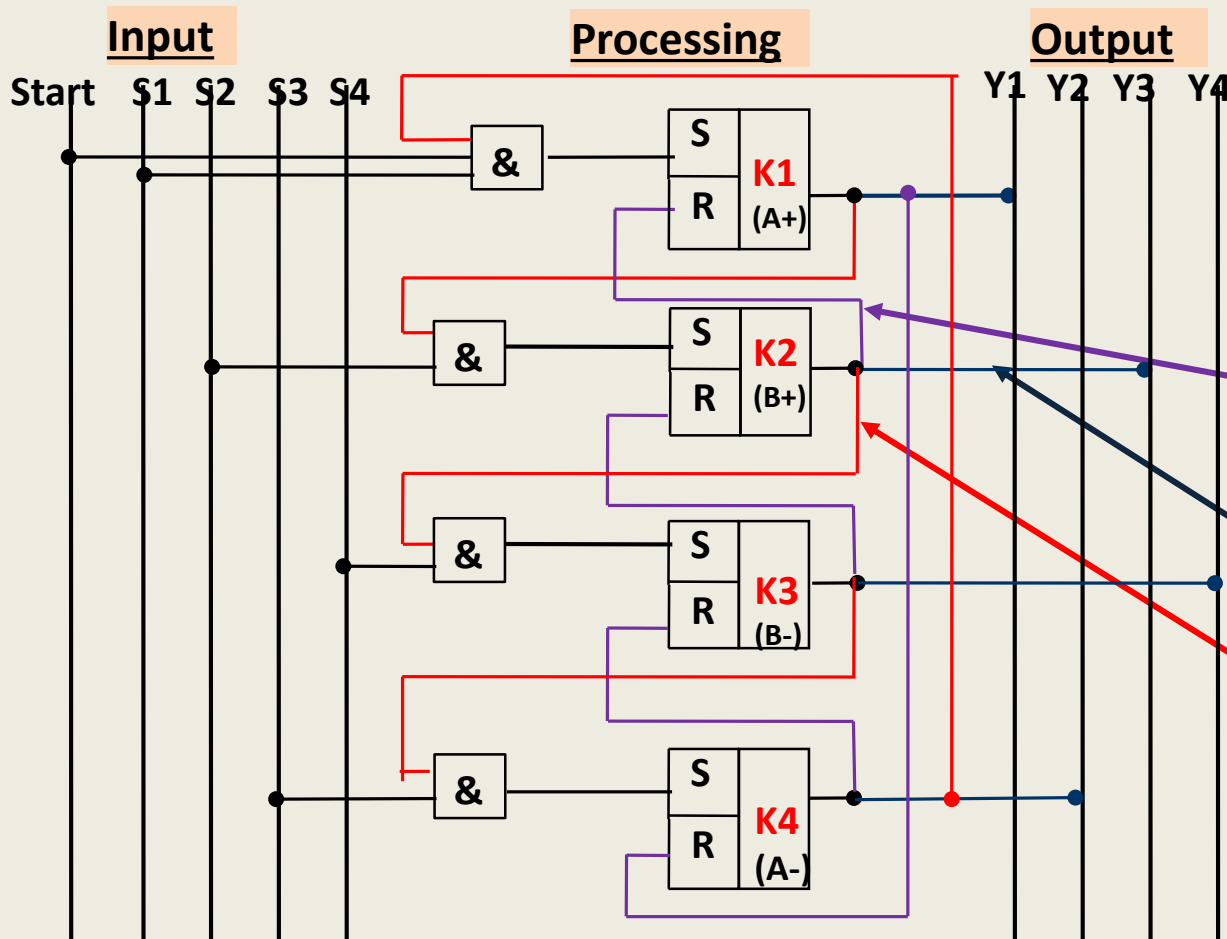 Input Processing Output
Start S1 S2 S3 S4 Y1 Y2 Y3 Y4
& S R K1 (A+)
& S R K2 (B+)
& S R K3 (B-)
& S R K4 (A-)